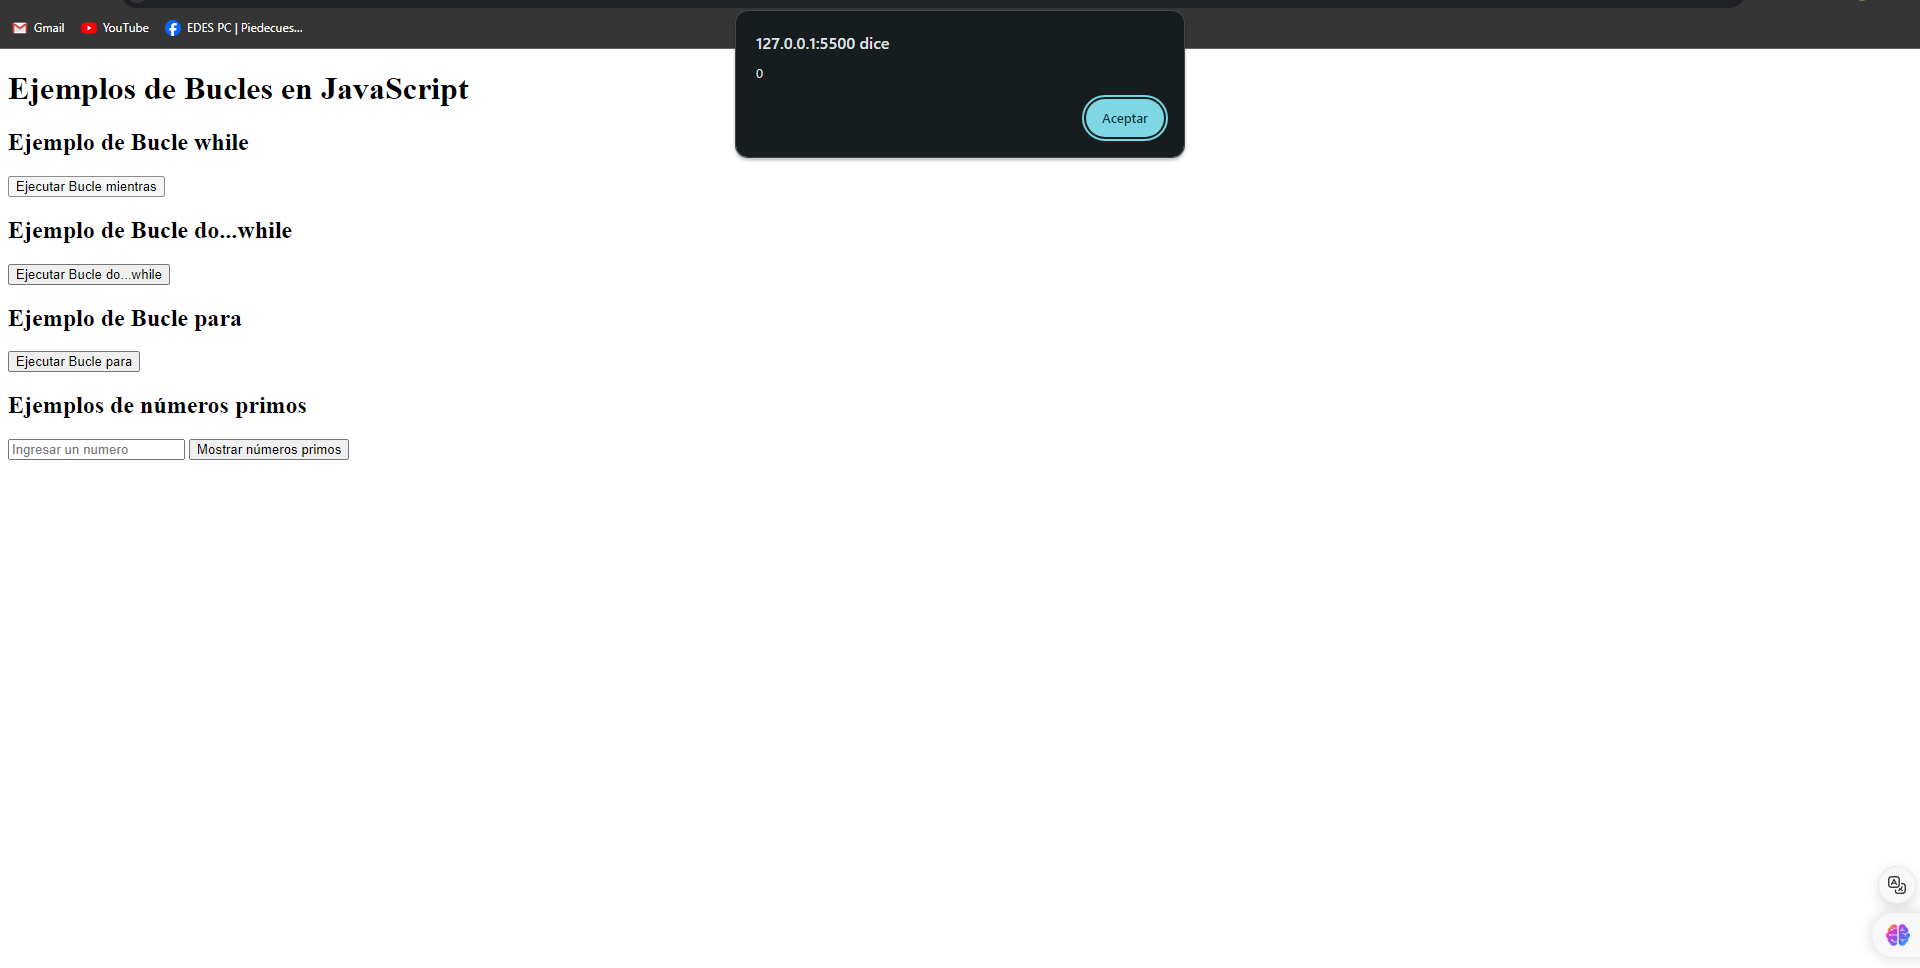 Gmail YouTube EDES PC | Piedecues...
127.0.0.1:5500 dice
0
Aceptar
Ejemplos de Bucles en JavaScript
Ejemplo de Bucle while
Ejecutar Bucle mientras
Ejemplo de Bucle do...while
Ejecutar Bucle do...while
Ejemplo de Bucle para
Ejecutar Bucle para
Ejemplos de números primos
Ingresar un numero Mostrar números primos